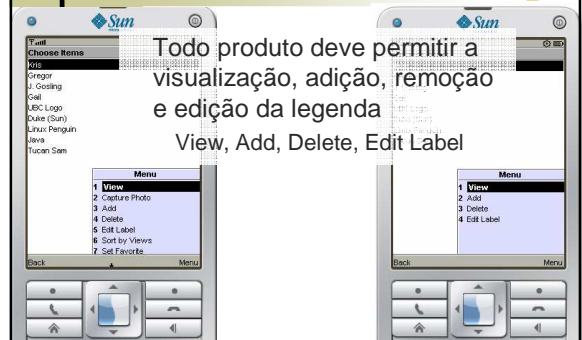 Sun
Sun
Todo produto deve permitir a
visualização, adição, remoção
e edição da legenda
View, Add, Delete, Edit Label
Choose Items
Kris
Gregor
J. Gosling
Gail
UBC Logo
Duke (Sun)
Linux Penguin
Java
Tucan Sam
Menu
1 View
2 Capture Photo
3 Add
4 Delete
5 Edit Label
6 Sort by Views
7 Set Favorite
Back
Menu
Menu
1 View
2 Add
3 Delete
4 Edit Label
Back
Menu